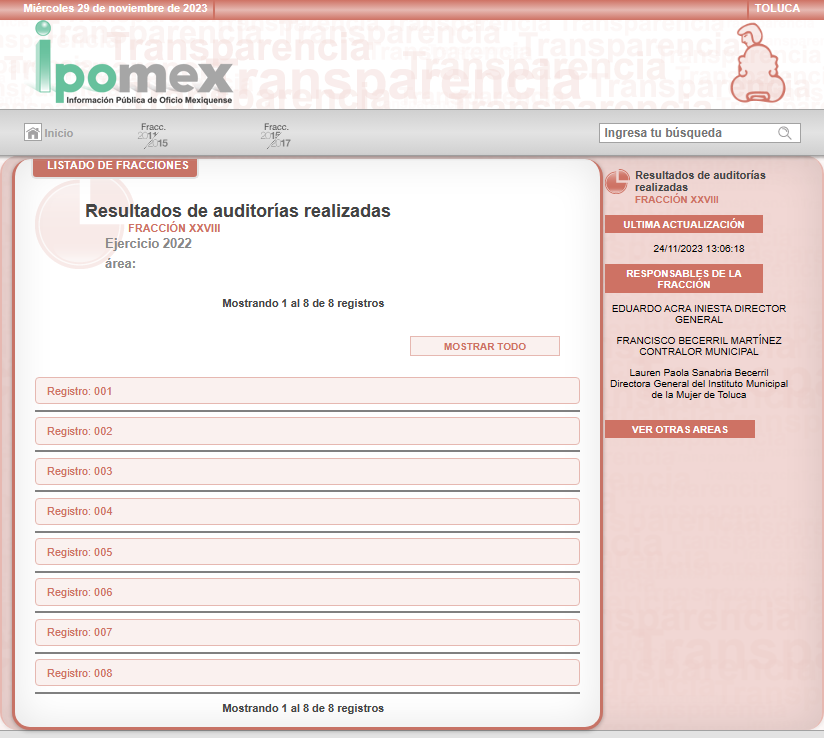 Miércoles 29 de noviembre de 2023
TOLUCA
Transparencia
Transparencia
Transparencia
Transparencia
ipomex
Información Pública de Oficio Mexiquense
Inicio
Fracc.
2015
Fracc.
2017
Ingresa tu búsqueda
LISTADO DE FRACCIONES
Resultados de auditorías realizadas
FRACCIÓN XXVIII
Ejercicio 2022
área:
Mostrando 1 al 8 de 8 registros
MOSTRAR TODO
Registro: 001
Registro: 002
Registro: 003
Registro: 004
Registro: 005
Registro: 006
Registro: 007
Registro: 008
Mostrando 1 al 8 de 8 registros
Resultados de auditorías
realizadas
FRACCIÓN XXVIII
ULTIMA ACTUALIZACIÓN
24/11/2023 13:06:18
RESPONSABLES DE LA
FRACCIÓN
EDUARDO ACRA INIESTA DIRECTOR
GENERAL
FRANCISCO BECERRIL MARTÍNEZ
CONTRALOR MUNICIPAL
Lauren Paola Sanabria Becerril
Directora General del Instituto Municipal
de la Mujer de Toluca
VER OTRAS AREAS